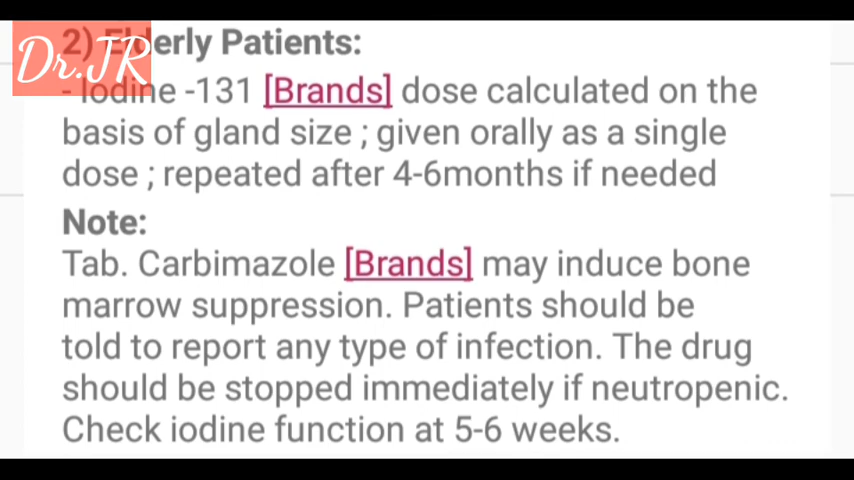 2) Elderly Patients:
Dr.JR
- Iodine -131 [Brands] dose calculated on the
basis of gland size ; given orally as a single
dose ; repeated after 4-6months if needed
Note:
Tab. Carbimazole [Brands] may induce bone
marrow suppression. Patients should be
told to report any type of infection. The drug
should be stopped immediately if neutropenic.
Check iodine function at 5-6 weeks.